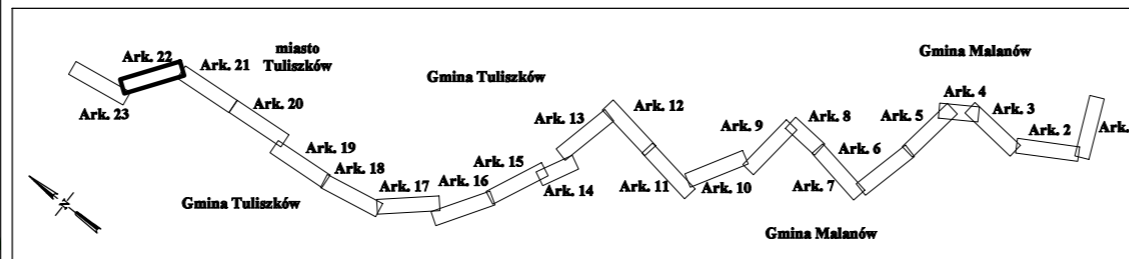 Ark. 22
Ark. 21
miasto
Tuliszków
Ark. 23
Ark. 20
Gmina Tuliszków
Gmina Malanów
Ark. 19
Ark. 18
Ark. 17
Gmina Tuliszków
Ark. 16
Ark. 15
Ark. 14
Ark. 13
Ark. 12
Ark. 11
Ark. 10
Ark. 9
Ark. 8
Ark. 7
Ark. 6
Ark. 5
Ark. 4
Ark. 3
Ark. 2
Ark.
Gmina Malanów
N